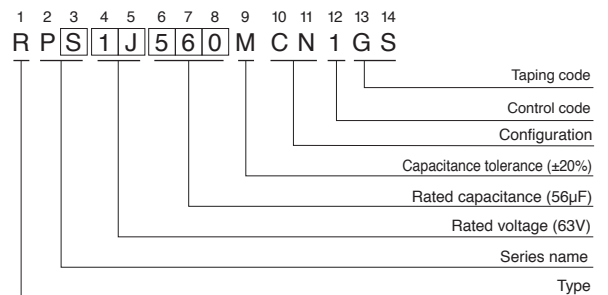 1 2 3 4 5 6 7 8 9 10 11 12 13 14
R P S 1 J 5 6 0 M C N 1 G S
Taping code
Control code
Configuration
Capacitance tolerance (±20%)
Rated capacitance (56μF)
Rated voltage (63V)
Series name
Type